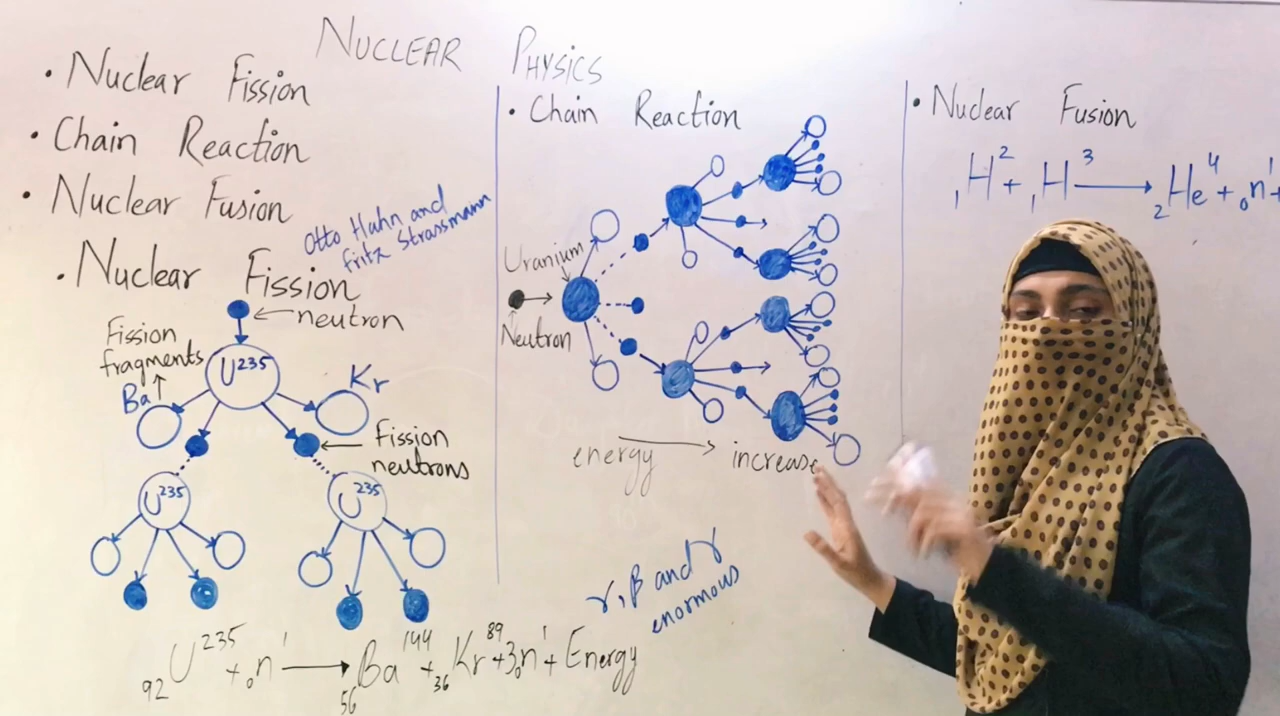 NUCLEAR PHYSICS
• Nuclear Fission
• Chain Reaction
• Nuclear Fusion
• Nuclear Fission
Otto Hahn and
fritz Strassmann
neutron
Fission
fragments
U²³⁵
Ba
Kr
Fission
neutrons
U²³⁵
U²³⁵
₉₂U²³⁵ + ₀n¹ → ₅₆Ba¹⁴⁴ + ₃₆Kr⁸⁹ + 3₀n¹ + Energy
• Chain Reaction
Uranium
Neutron
energy → increase
γ, B and γ
enormous
• Nuclear Fusion
₁H² + ₁H³ → ₂He⁴ + ₀n¹ +